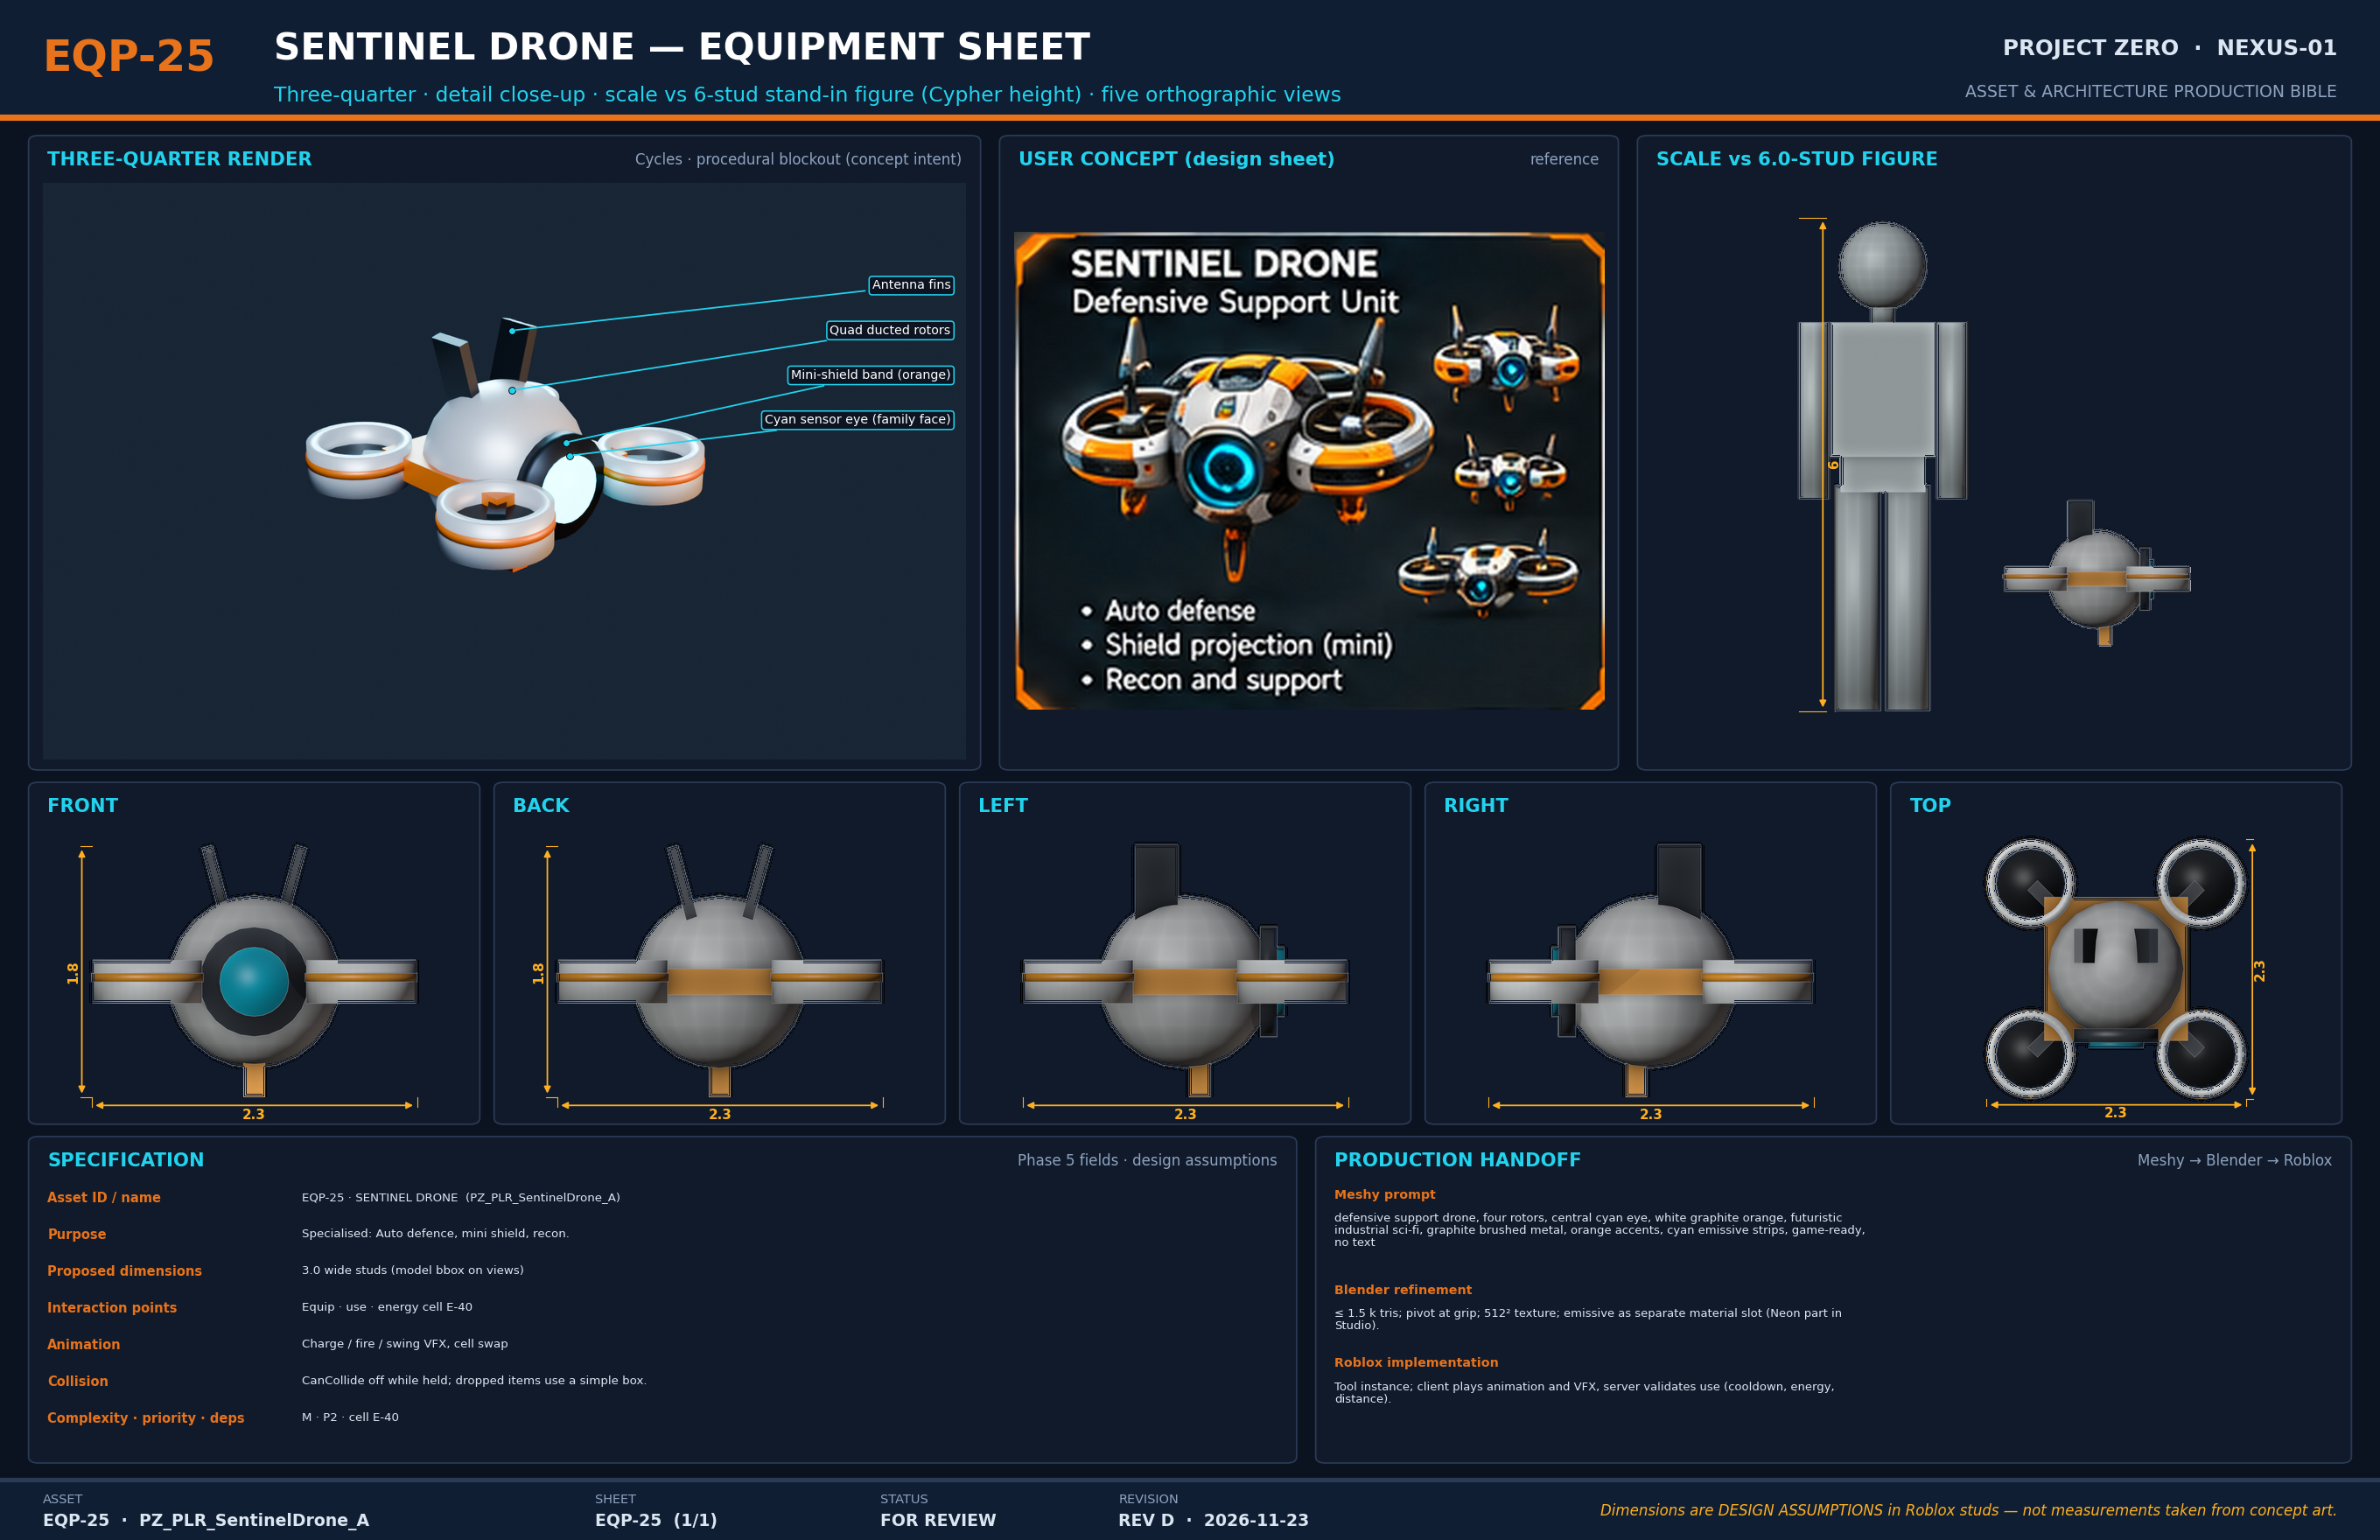 EQP-25
SENTINEL DRONE — EQUIPMENT SHEET
Three-quarter · detail close-up · scale vs 6-stud stand-in figure (Cypher height) · five orthographic views
PROJECT ZERO · NEXUS-01
ASSET & ARCHITECTURE PRODUCTION BIBLE
THREE-QUARTER RENDER
Cycles · procedural blockout (concept intent)
Antenna fins
Quad ducted rotors
Mini-shield band (orange)
Cyan sensor eye (family face)
USER CONCEPT (design sheet)
reference
SENTINEL DRONE
Defensive Support Unit
• Auto defense
• Shield projection (mini)
• Recon and support
SCALE vs 6.0-STUD FIGURE
6
FRONT
1.8
2.3
BACK
1.8
2.3
LEFT
2.3
RIGHT
2.3
TOP
2.3
2.3
SPECIFICATION
Phase 5 fields · design assumptions
Asset ID / name
EQP-25 · SENTINEL DRONE (PZ_PLR_SentinelDrone_A)
Purpose
Specialised: Auto defence, mini shield, recon.
Proposed dimensions
3.0 wide studs (model bbox on views)
Interaction points
Equip · use · energy cell E-40
Animation
Charge / fire / swing VFX, cell swap
Collision
CanCollide off while held; dropped items use a simple box.
Complexity · priority · deps
M · P2 · cell E-40
PRODUCTION HANDOFF
Meshy → Blender → Roblox
Meshy prompt
defensive support drone, four rotors, central cyan eye, white graphite orange, futuristic
industrial sci-fi, graphite brushed metal, orange accents, cyan emissive strips, game-ready,
no text
Blender refinement
≤ 1.5 k tris; pivot at grip; 512² texture; emissive as separate material slot (Neon part in
Studio).
Roblox implementation
Tool instance; client plays animation and VFX, server validates use (cooldown, energy,
distance).
ASSET
EQP-25 · PZ_PLR_SentinelDrone_A
SHEET
EQP-25 (1/1)
STATUS
FOR REVIEW
REVISION
REV D · 2026-11-23
Dimensions are DESIGN ASSUMPTIONS in Roblox studs — not measurements taken from concept art.